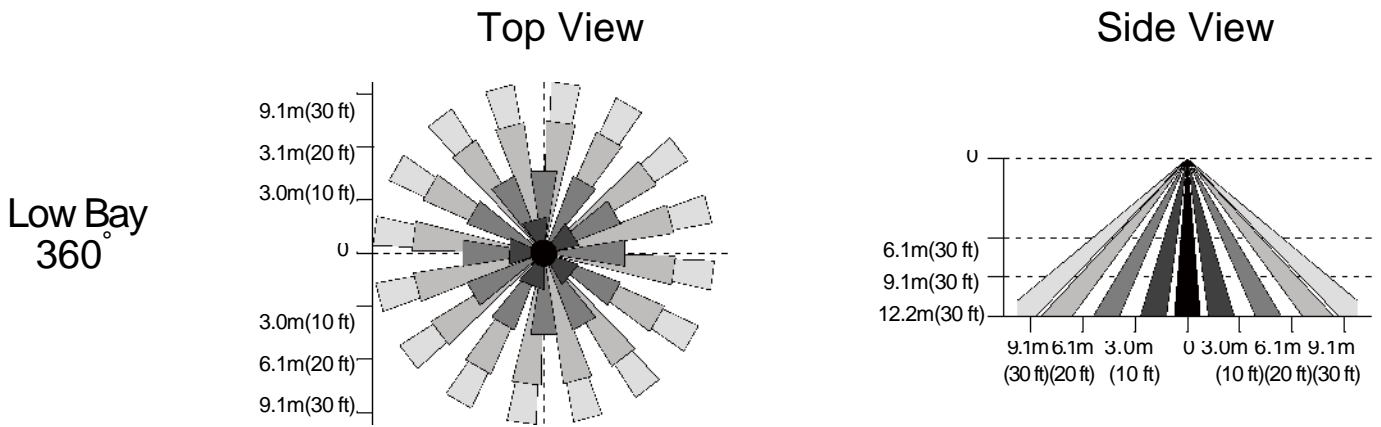 Top View
Side View
Low Bay
360°
9.1m(30 ft)
3.1m(20 ft)
3.0m(10 ft)
0
3.0m(10 ft)
6.1m(20 ft)
9.1m(30 ft)
0
6.1m(30 ft)
9.1m(30 ft)
12.2m(30 ft)
9.1m 6.1m 3.0m 0 3.0m 6.1m 9.1m
(30 ft)(20 ft) (10 ft) (10 ft)(20 ft)(30 ft)